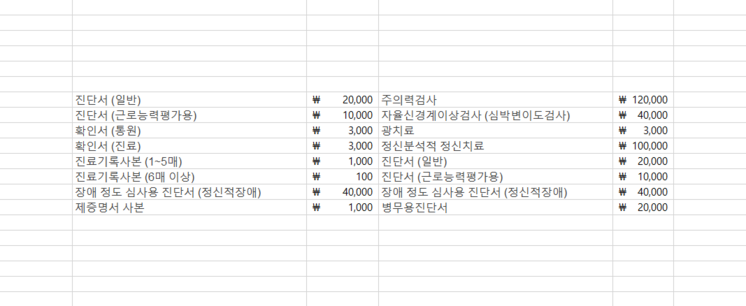 진단서 (일반) ₩ 20,000 주의력검사 ₩ 120,000
진단서 (근로능력평가용) ₩ 10,000 자율신경계이상검사 (심박변이도검사) ₩ 40,000
확인서 (통원) ₩ 3,000 광치료 ₩ 3,000
확인서 (진료) ₩ 3,000 정신분석적 정신치료 ₩ 100,000
진료기록사본 (1~5매) ₩ 1,000 진단서 (일반) ₩ 20,000
진료기록사본 (6매 이상) ₩ 100 진단서 (근로능력평가용) ₩ 10,000
장애 정도 심사용 진단서 (정신적장애) ₩ 40,000 장애 정도 심사용 진단서 (정신적장애) ₩ 40,000
제증명서 사본 ₩ 1,000 병무용진단서 ₩ 20,000